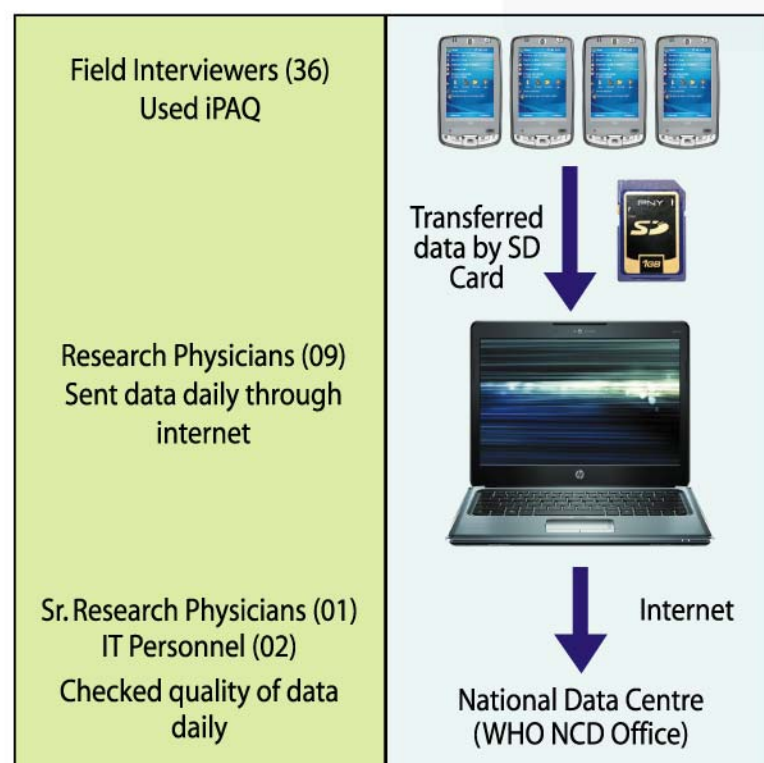 Field Interviewers (36)
Used iPAQ
Transferred
data by SD
Card
PNY
SD
1GB
Research Physicians (09)
Sent data daily through
internet
hp
Sr. Research Physicians (01)
IT Personnel (02)
Checked quality of data
daily
Internet
National Data Centre
(WHO NCD Office)